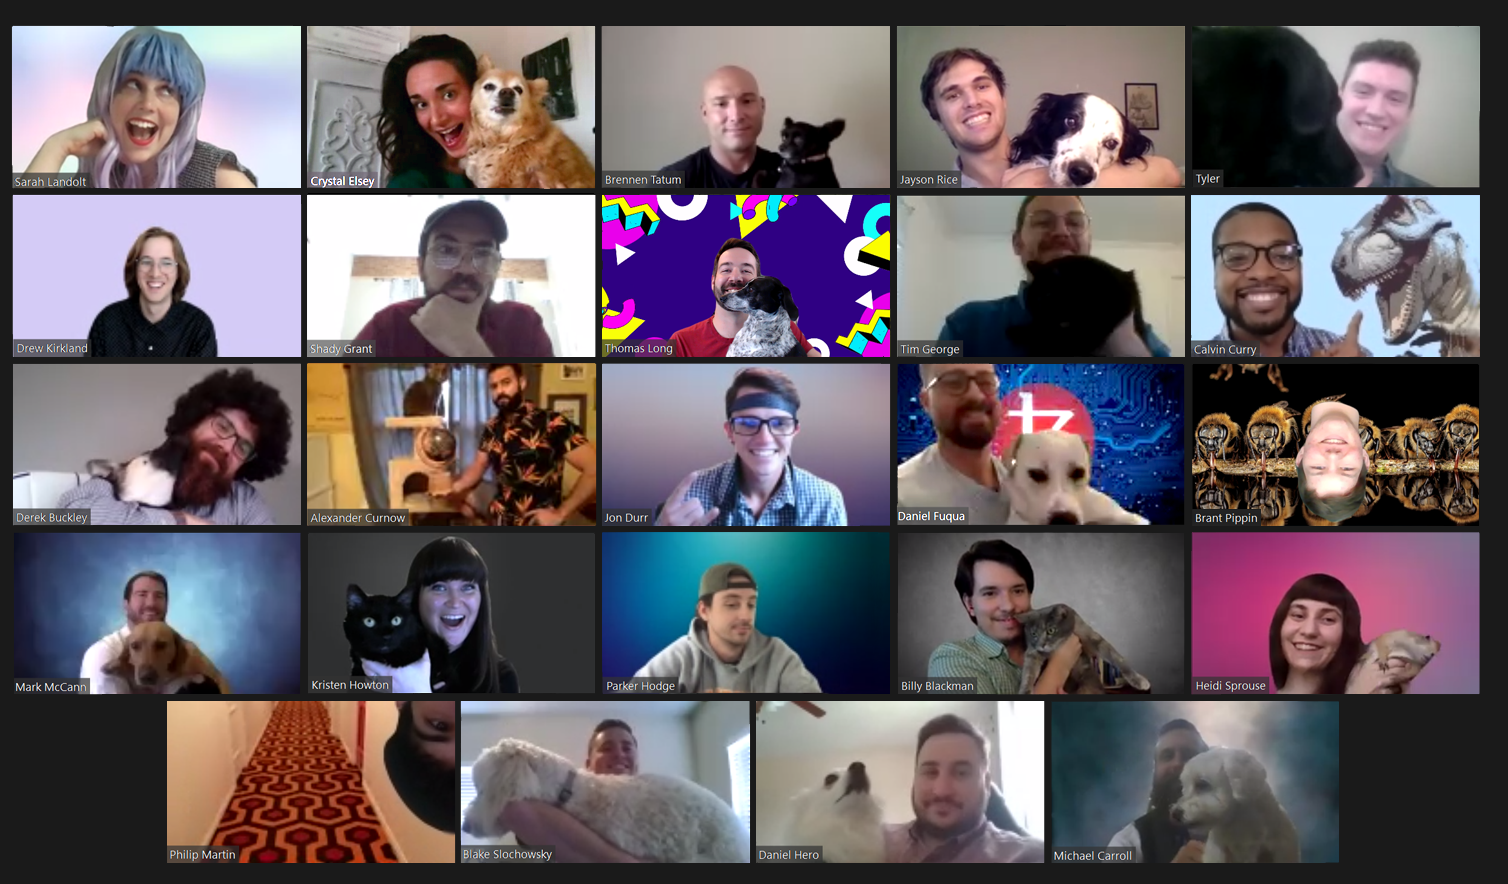 Sarah Landolt
Crystal Elsey
Brennen Tatum
Jayson Rice
Tyler
Drew Kirkland
Shady Grant
Thomas Long
Tim George
Calvin Curry
Derek Buckley
Alexander Curnow
Jon Durr
Daniel Fuqua
Brant Pippin
Mark McCann
Kristen Howton
Parker Hodge
Billy Blackman
Heidi Sprouse
Philip Martin
Blake Slochowsky
Daniel Hero
Michael Carroll